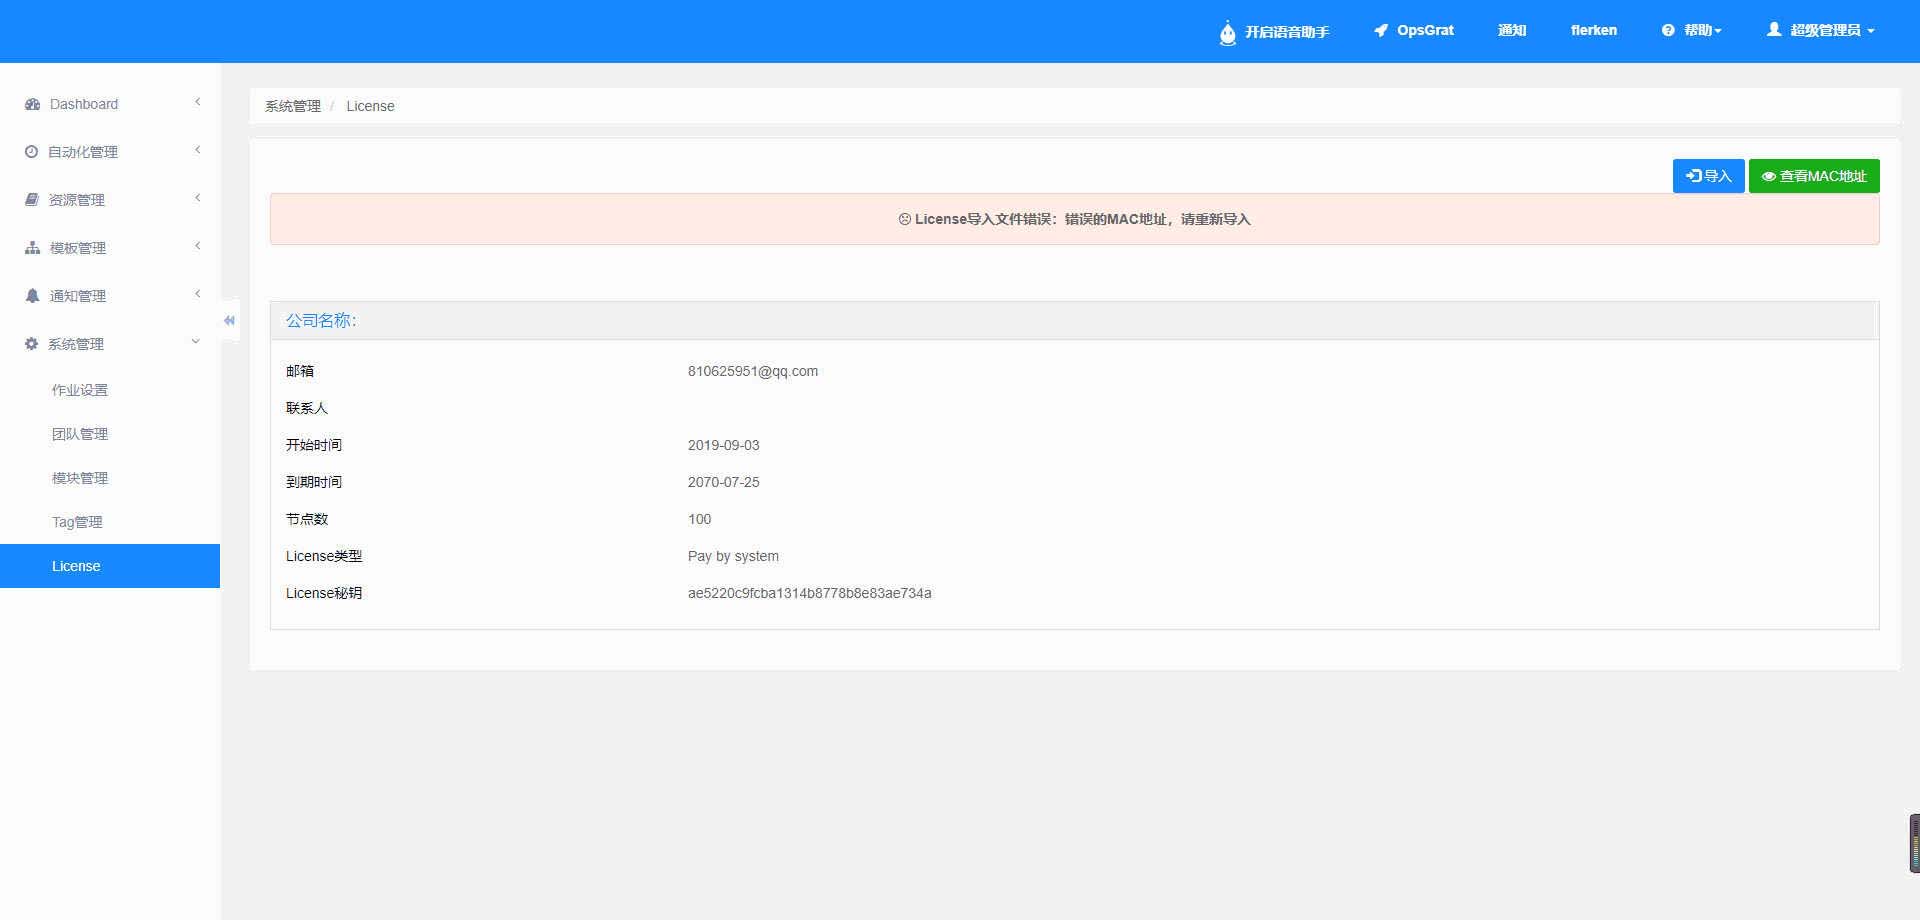 开启语音助手 OpsGrat 通知 flerken 帮助 超级管理员
Dashboard
自动化管理
资源管理
模板管理
通知管理
系统管理
作业设置
团队管理
模块管理
Tag管理
License
系统管理 / License
导入 查看MAC地址
License导入文件错误：错误的MAC地址，请重新导入
公司名称：
邮箱 810625951@qq.com
联系人
开始时间 2019-09-03
到期时间 2070-07-25
节点数 100
License类型 Pay by system
License秘钥 ae5220c9fcba1314b8778b8e83ae734a